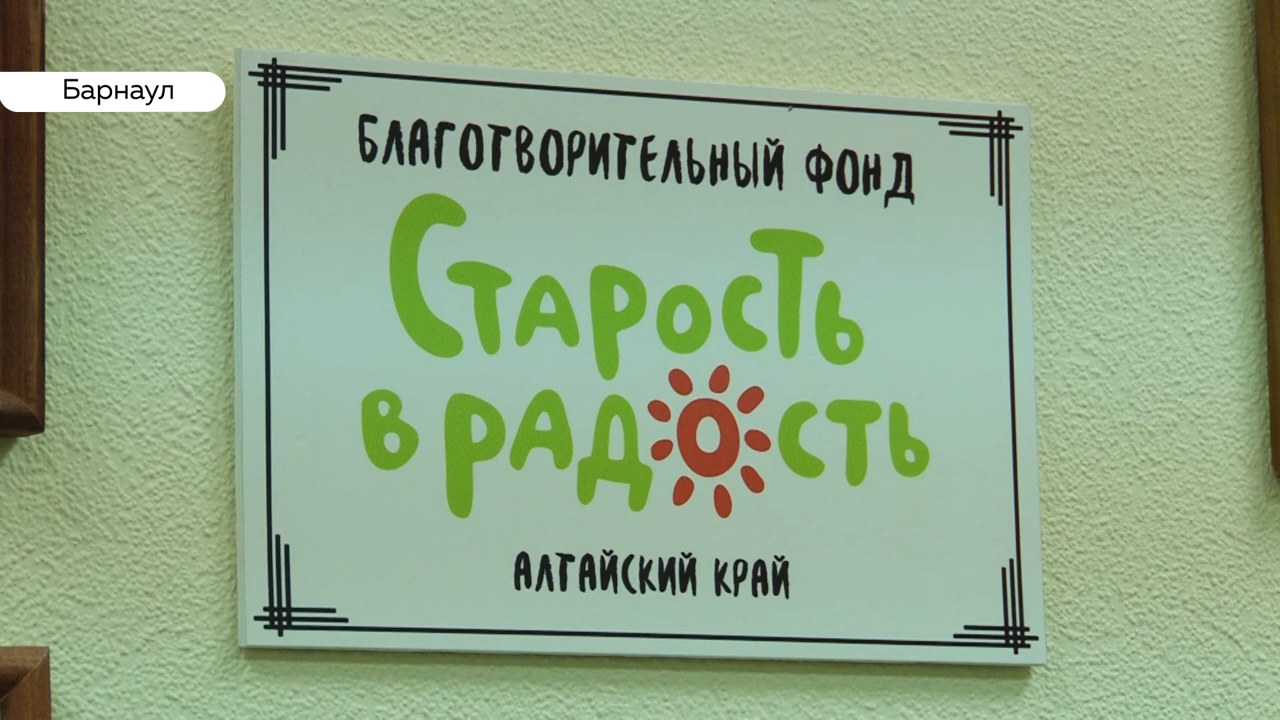 Барнаул
БЛАГОТВОРИТЕЛЬНЫЙ ФОНД
Старость
в радость
АЛТАЙСКИЙ КРАЙ